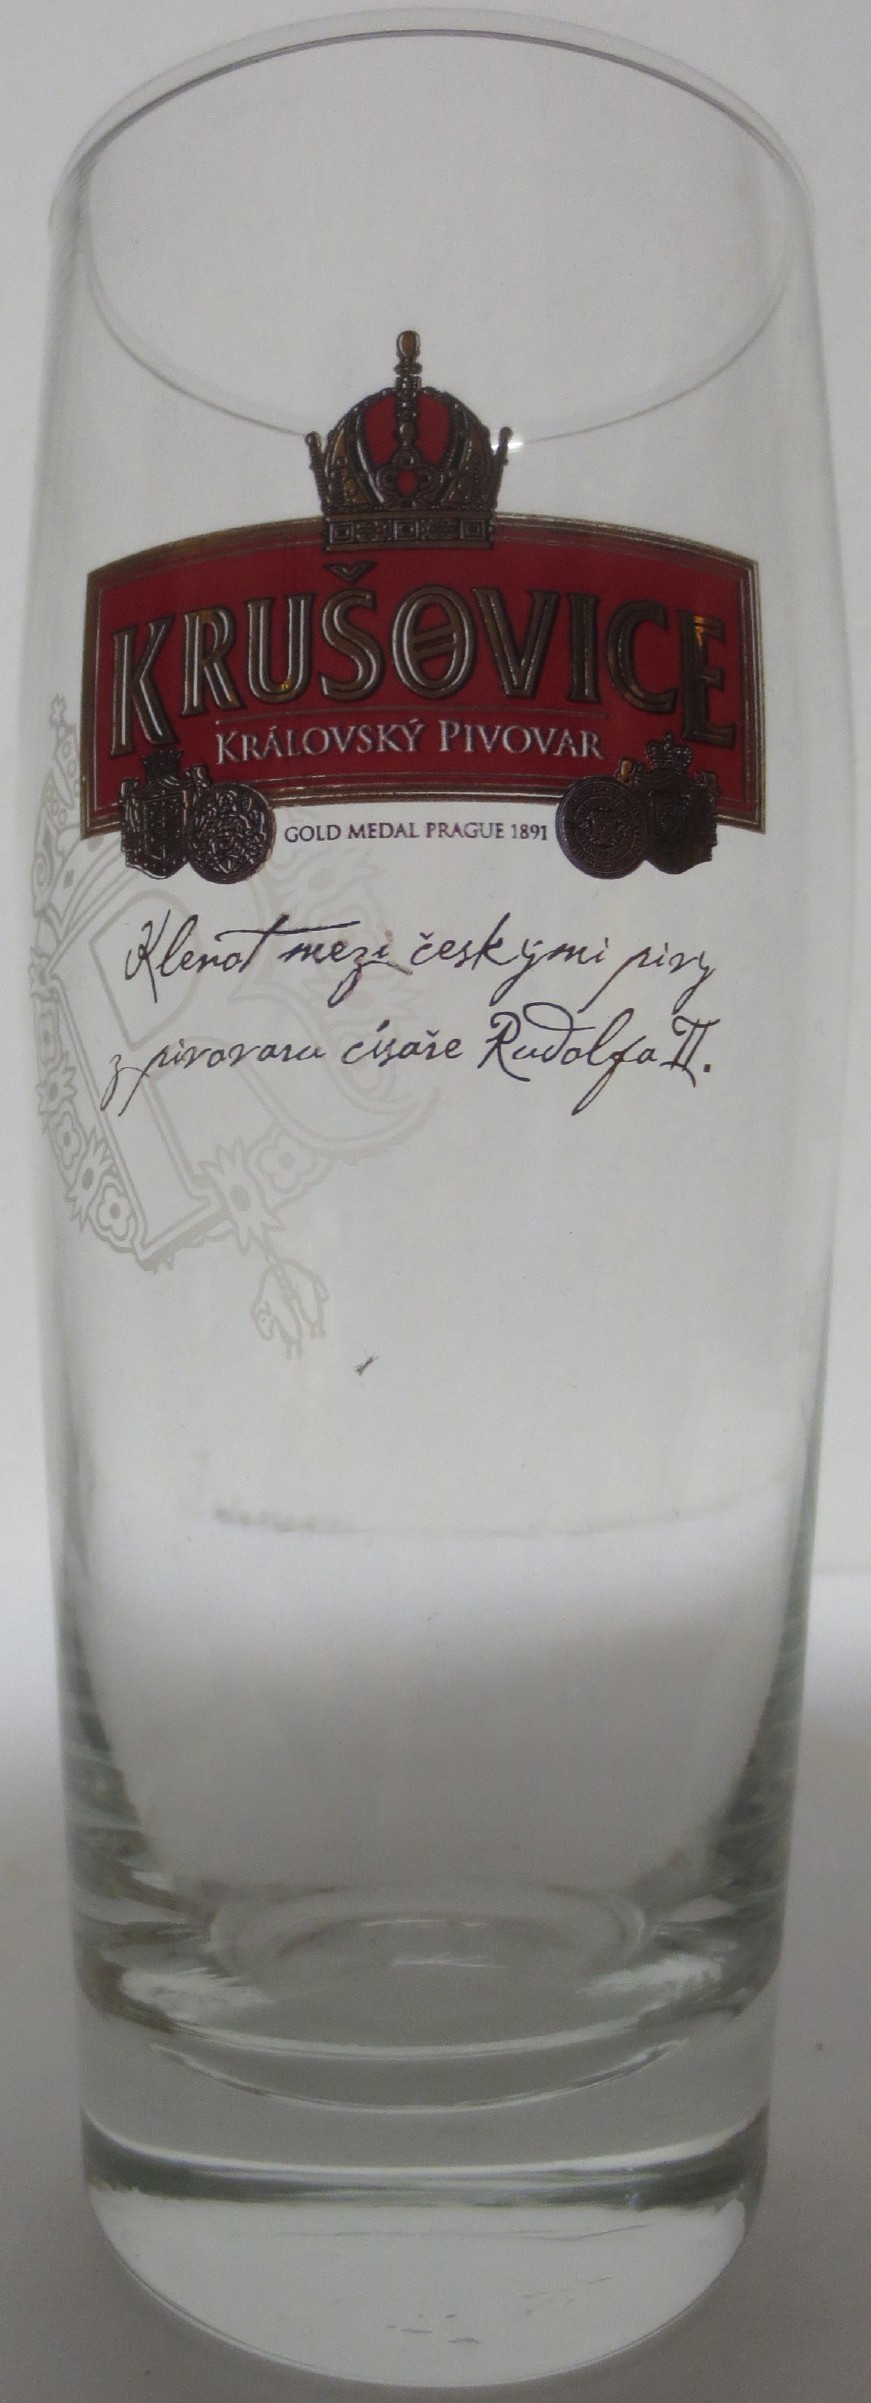 KRUŠOVICE
KRÁLOVSKÝ PIVOVAR
GOLD MEDAL PRAGUE 1891
Klenot mezi českými pivy
z pivovaru císaře Rudolfa II.
R